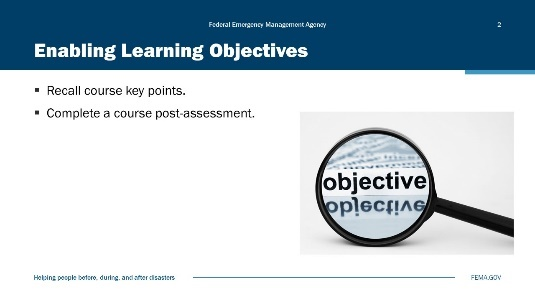 Federal Emergency Management Agency
2
Enabling Learning Objectives
▪ Recall course key points.
▪ Complete a course post-assessment.
objective
objective
Helping people before, during, and after disasters
FEMA.GOV